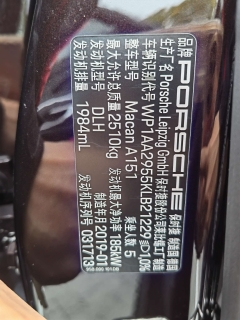 品牌 PORSCHE 保时捷 制造国 德国
生产厂名 Porsche Leipzig GmbH 保时捷股份公司莱比锡工厂
车辆识别代号 WP1AA2955KLB21229
整车型号 Macan A151 乘坐人数 5
最大允许总质量 2510kg
发动机型号 DLH 发动机最大净功率 185kW
发动机排量 1984mL 制造年月 2019-01
031713